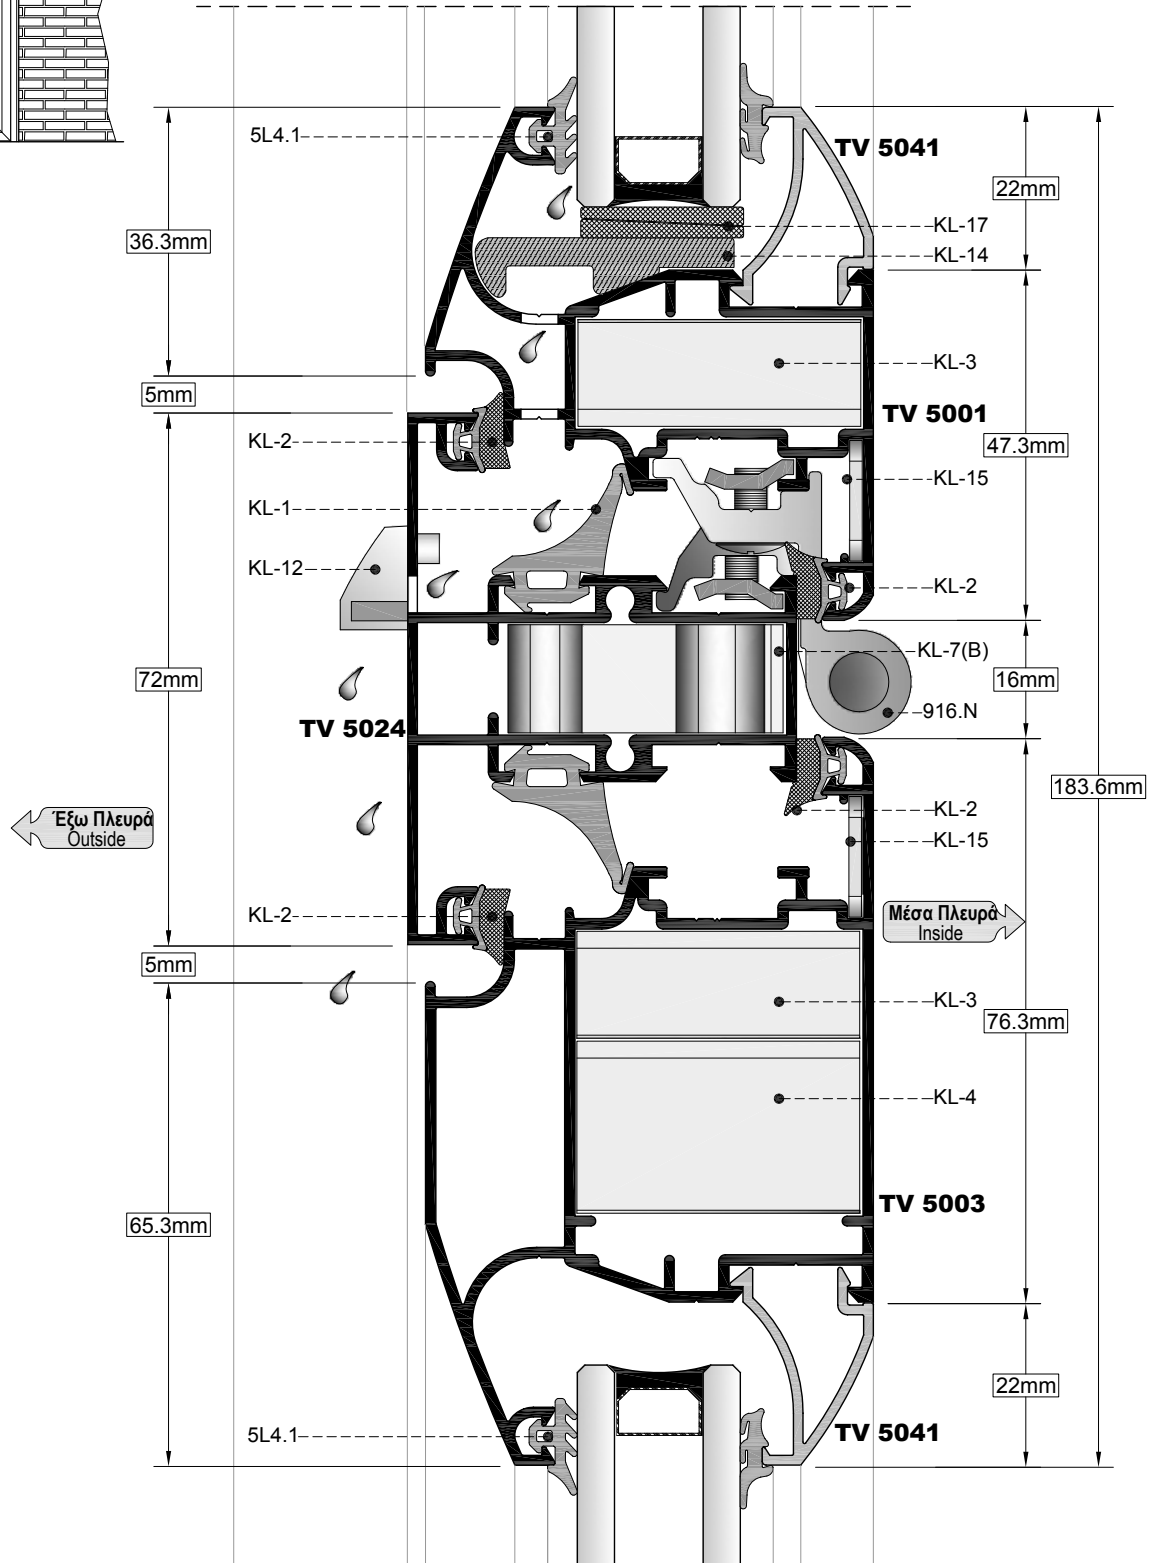 5L4.1
TV 5041
22mm
36.3mm
KL-17
KL-14
KL-3
5mm
TV 5001
KL-2
47.3mm
KL-15
KL-1
KL-12
KL-2
KL-7(B)
72mm
16mm
916.N
TV 5024
183.6mm
KL-2
Έξω Πλευρά
Outside
KL-15
KL-2
Μέσα Πλευρά
Inside
5mm
KL-3
76.3mm
KL-4
TV 5003
65.3mm
22mm
5L4.1
TV 5041